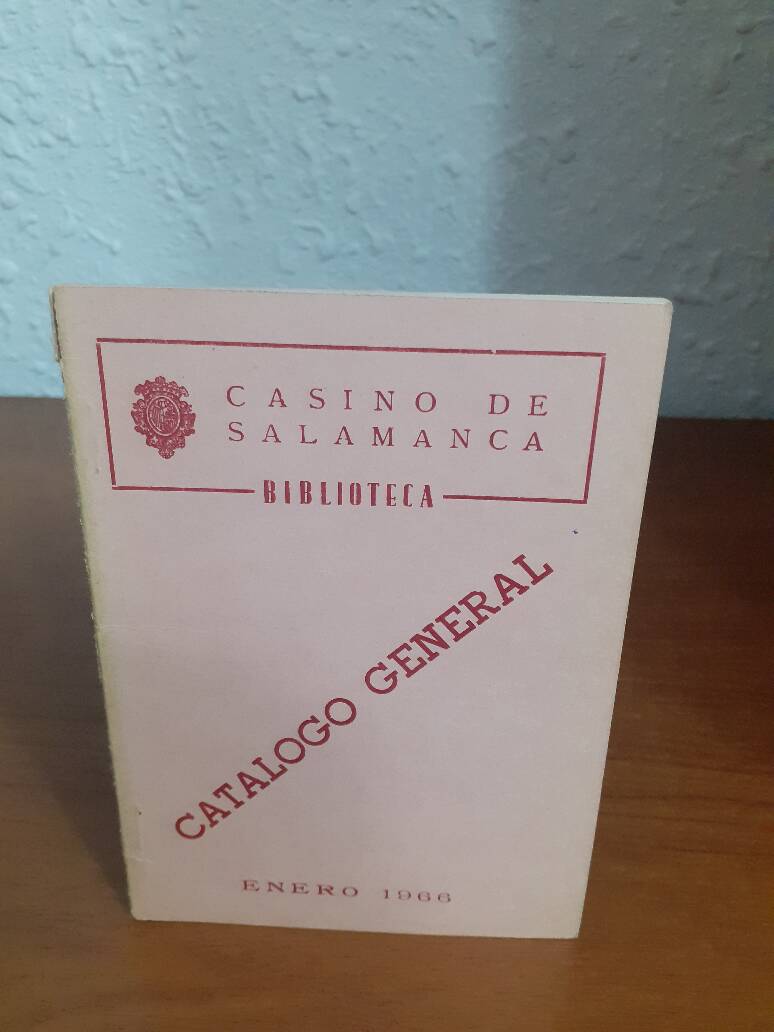 CASINO DE
SALAMANCA
BIBLIOTECA
CATALOGO GENERAL
ENERO 1966